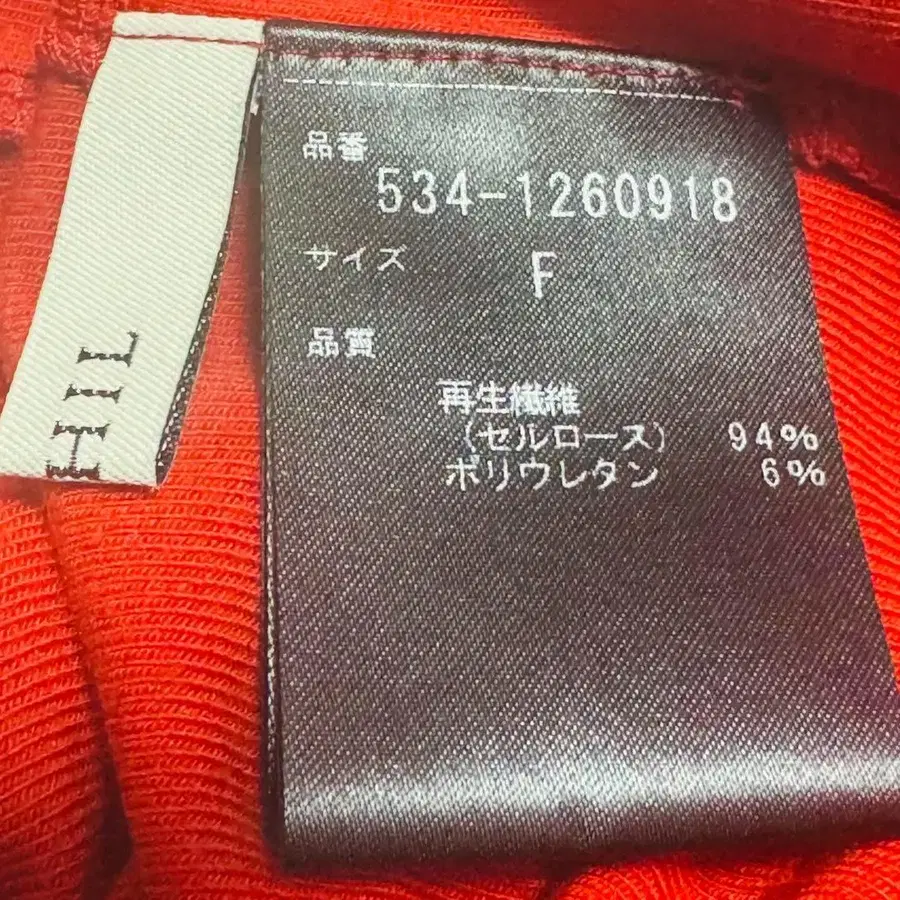 品番
534-1260918
サイズ F
品質
再生繊維
(セルロース) 94%
ポリウレタン 6%
HIL